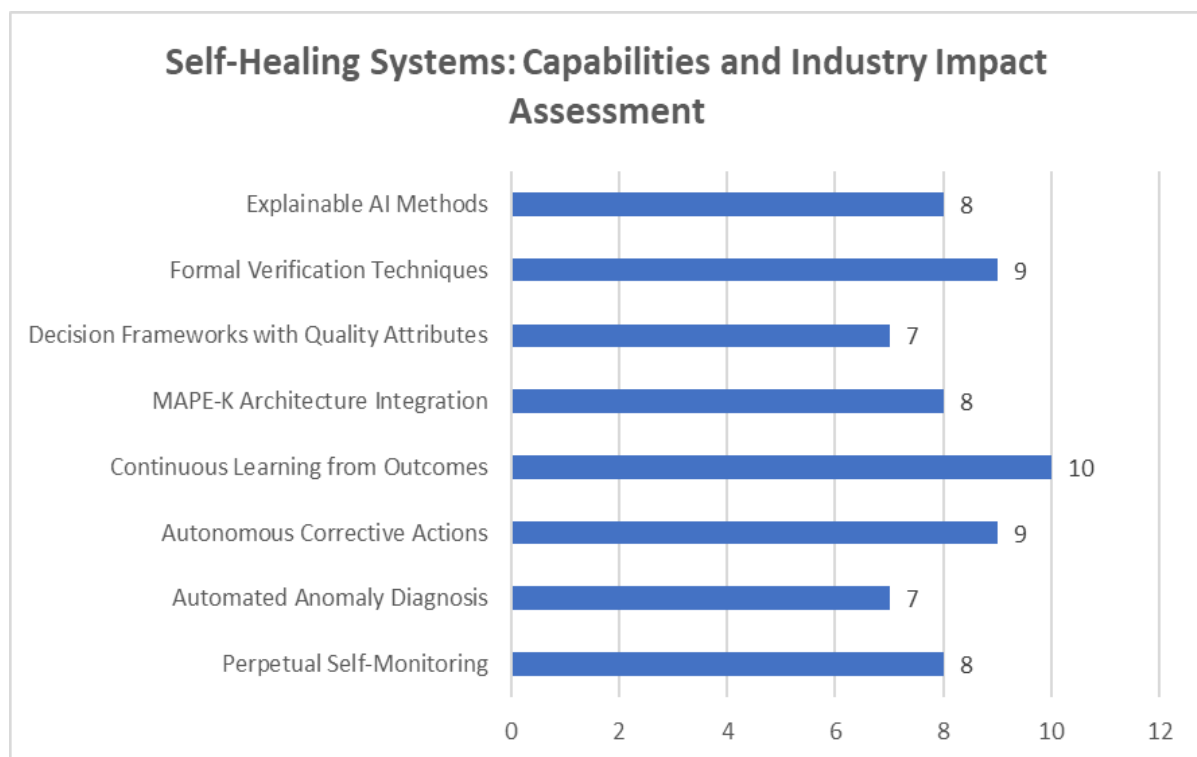 Self-Healing Systems: Capabilities and Industry Impact
Assessment
Explainable AI Methods
8
Formal Verification Techniques
9
Decision Frameworks with Quality Attributes
7
MAPE-K Architecture Integration
8
Continuous Learning from Outcomes
10
Autonomous Corrective Actions
9
Automated Anomaly Diagnosis
7
Perpetual Self-Monitoring
8
0 2 4 6 8 10 12